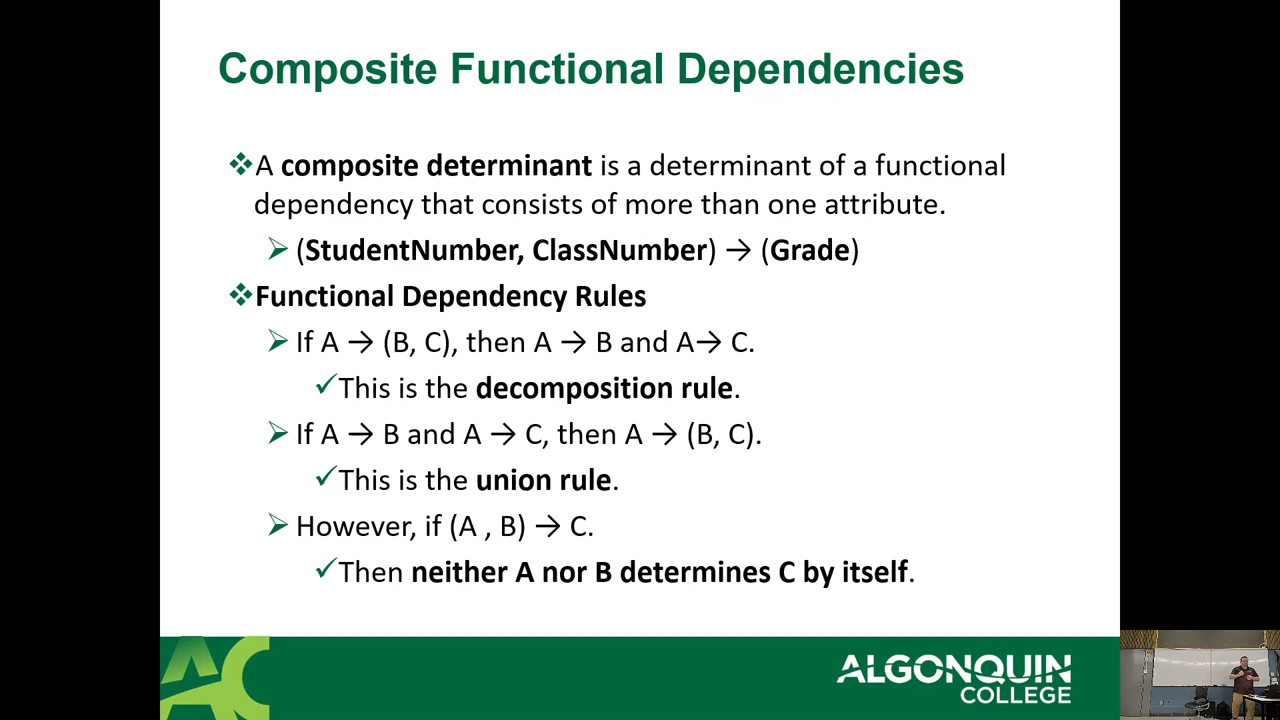 Composite Functional Dependencies
❖A composite determinant is a determinant of a functional
dependency that consists of more than one attribute.
➢ (StudentNumber, ClassNumber) → (Grade)
❖Functional Dependency Rules
➢ If A → (B, C), then A → B and A→ C.
✓This is the decomposition rule.
➢ If A → B and A → C, then A → (B, C).
✓This is the union rule.
➢ However, if (A , B) → C.
✓Then neither A nor B determines C by itself.
AC
ALGONQUIN
COLLEGE